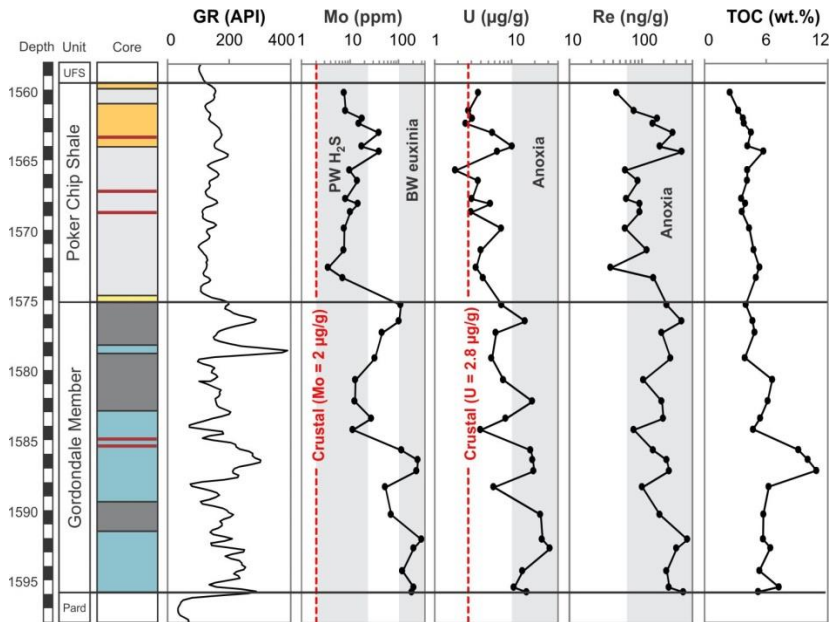 GR (API)
Mo (ppm)
U (µg/g)
Re (ng/g)
TOC (wt.%)
Depth
Unit
Core
0
200
400
1
10
100
1
10
10
100
0
6
12
UFS
Poker Chip Shale
Gordondale Member
Pard
1560
1565
1570
1575
1580
1585
1590
1595
PW H₂S
BW euxinia
Crustal (Mo = 2 µg/g)
Anoxia
Crustal (U = 2.8 µg/g)
Anoxia